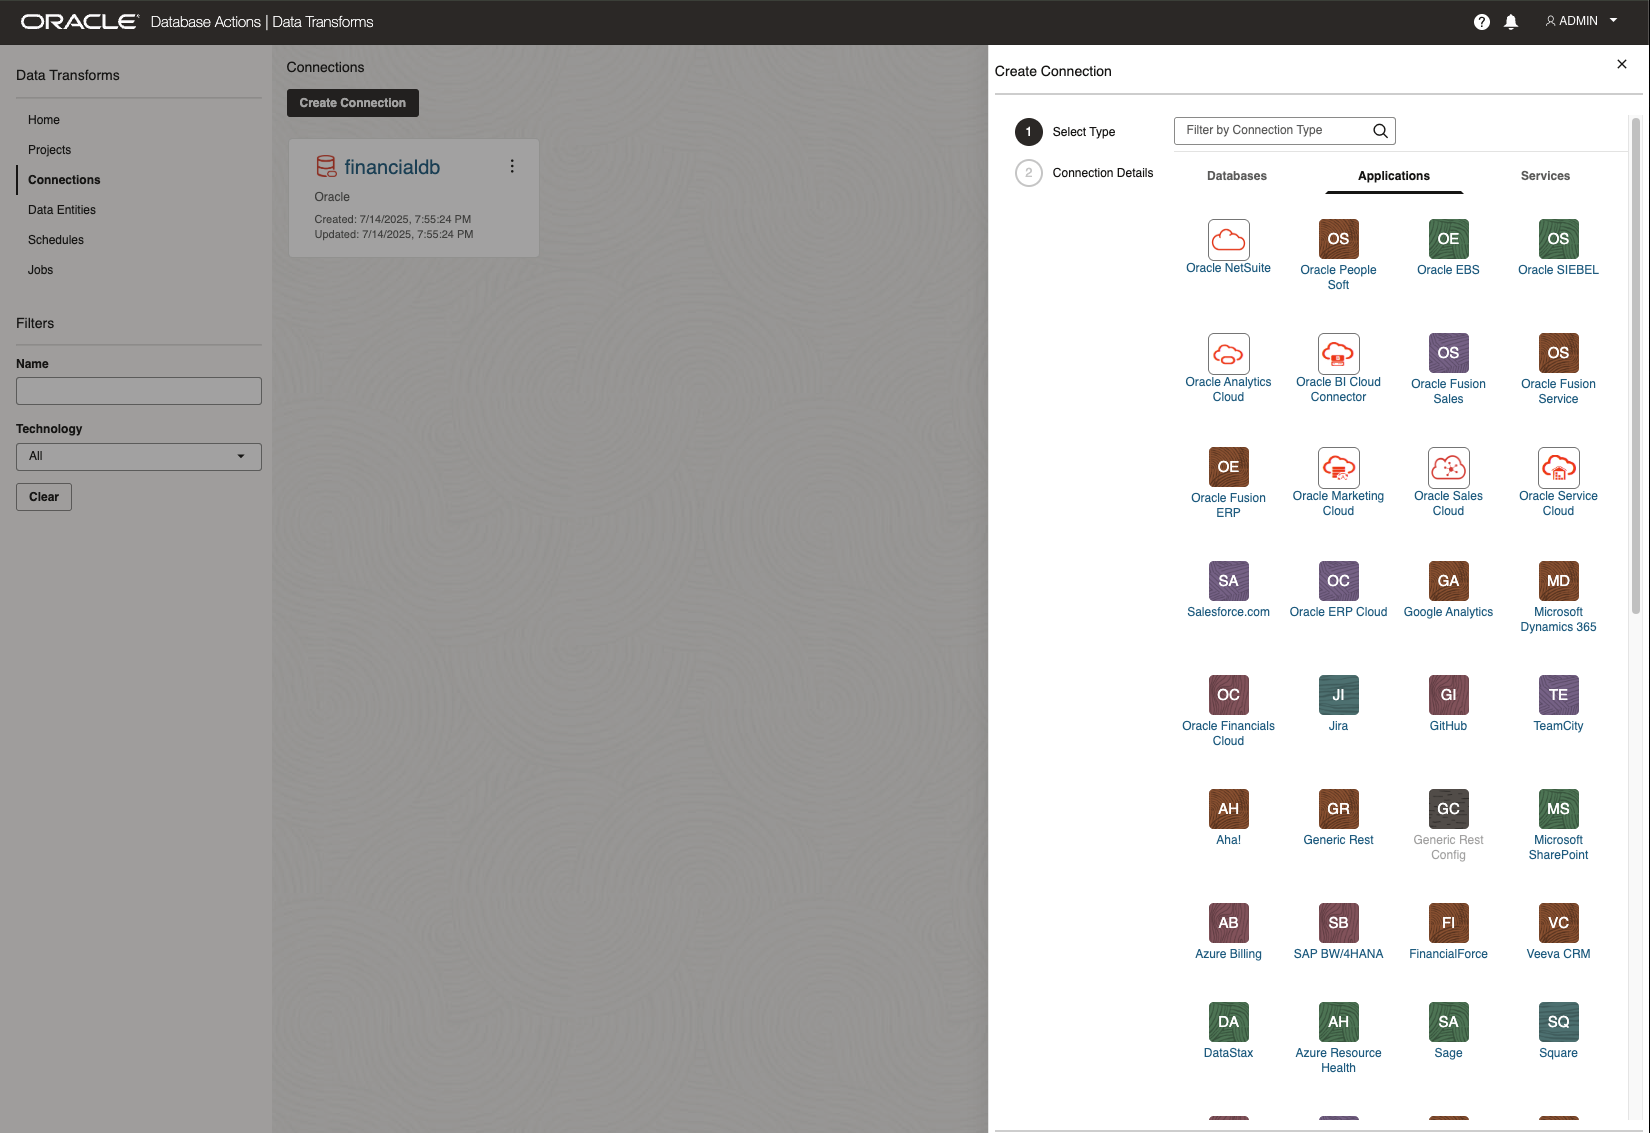 ORACLE Database Actions | Data Transforms
ADMIN
Data Transforms
Home
Projects
Connections
Data Entities
Schedules
Jobs
Filters
Name
Technology
All
Clear
Connections
Create Connection
financialdb
Oracle
Created: 7/14/2025, 7:55:24 PM
Updated: 7/14/2025, 7:55:24 PM
Create Connection
1 Select Type
2 Connection Details
Filter by Connection Type
Databases Applications Services
OS OE OS
Oracle NetSuite Oracle People Oracle EBS Oracle SIEBEL
Soft
OS OS
Oracle Analytics Oracle BI Cloud Oracle Fusion Oracle Fusion
Cloud Connector Sales Service
OE
Oracle Fusion Oracle Marketing Oracle Sales Oracle Service
ERP Cloud Cloud Cloud
SA OC GA MD
Salesforce.com Oracle ERP Cloud Google Analytics Microsoft
Dynamics 365
OC JI GI TE
Oracle Financials Jira GitHub TeamCity
Cloud
AH GR GC MS
Aha! Generic Rest Generic Rest Microsoft
Config SharePoint
AB SB FI VC
Azure Billing SAP BW/4HANA FinancialForce Veeva CRM
DA AH SA SQ
DataStax Azure Resource Sage Square
Health